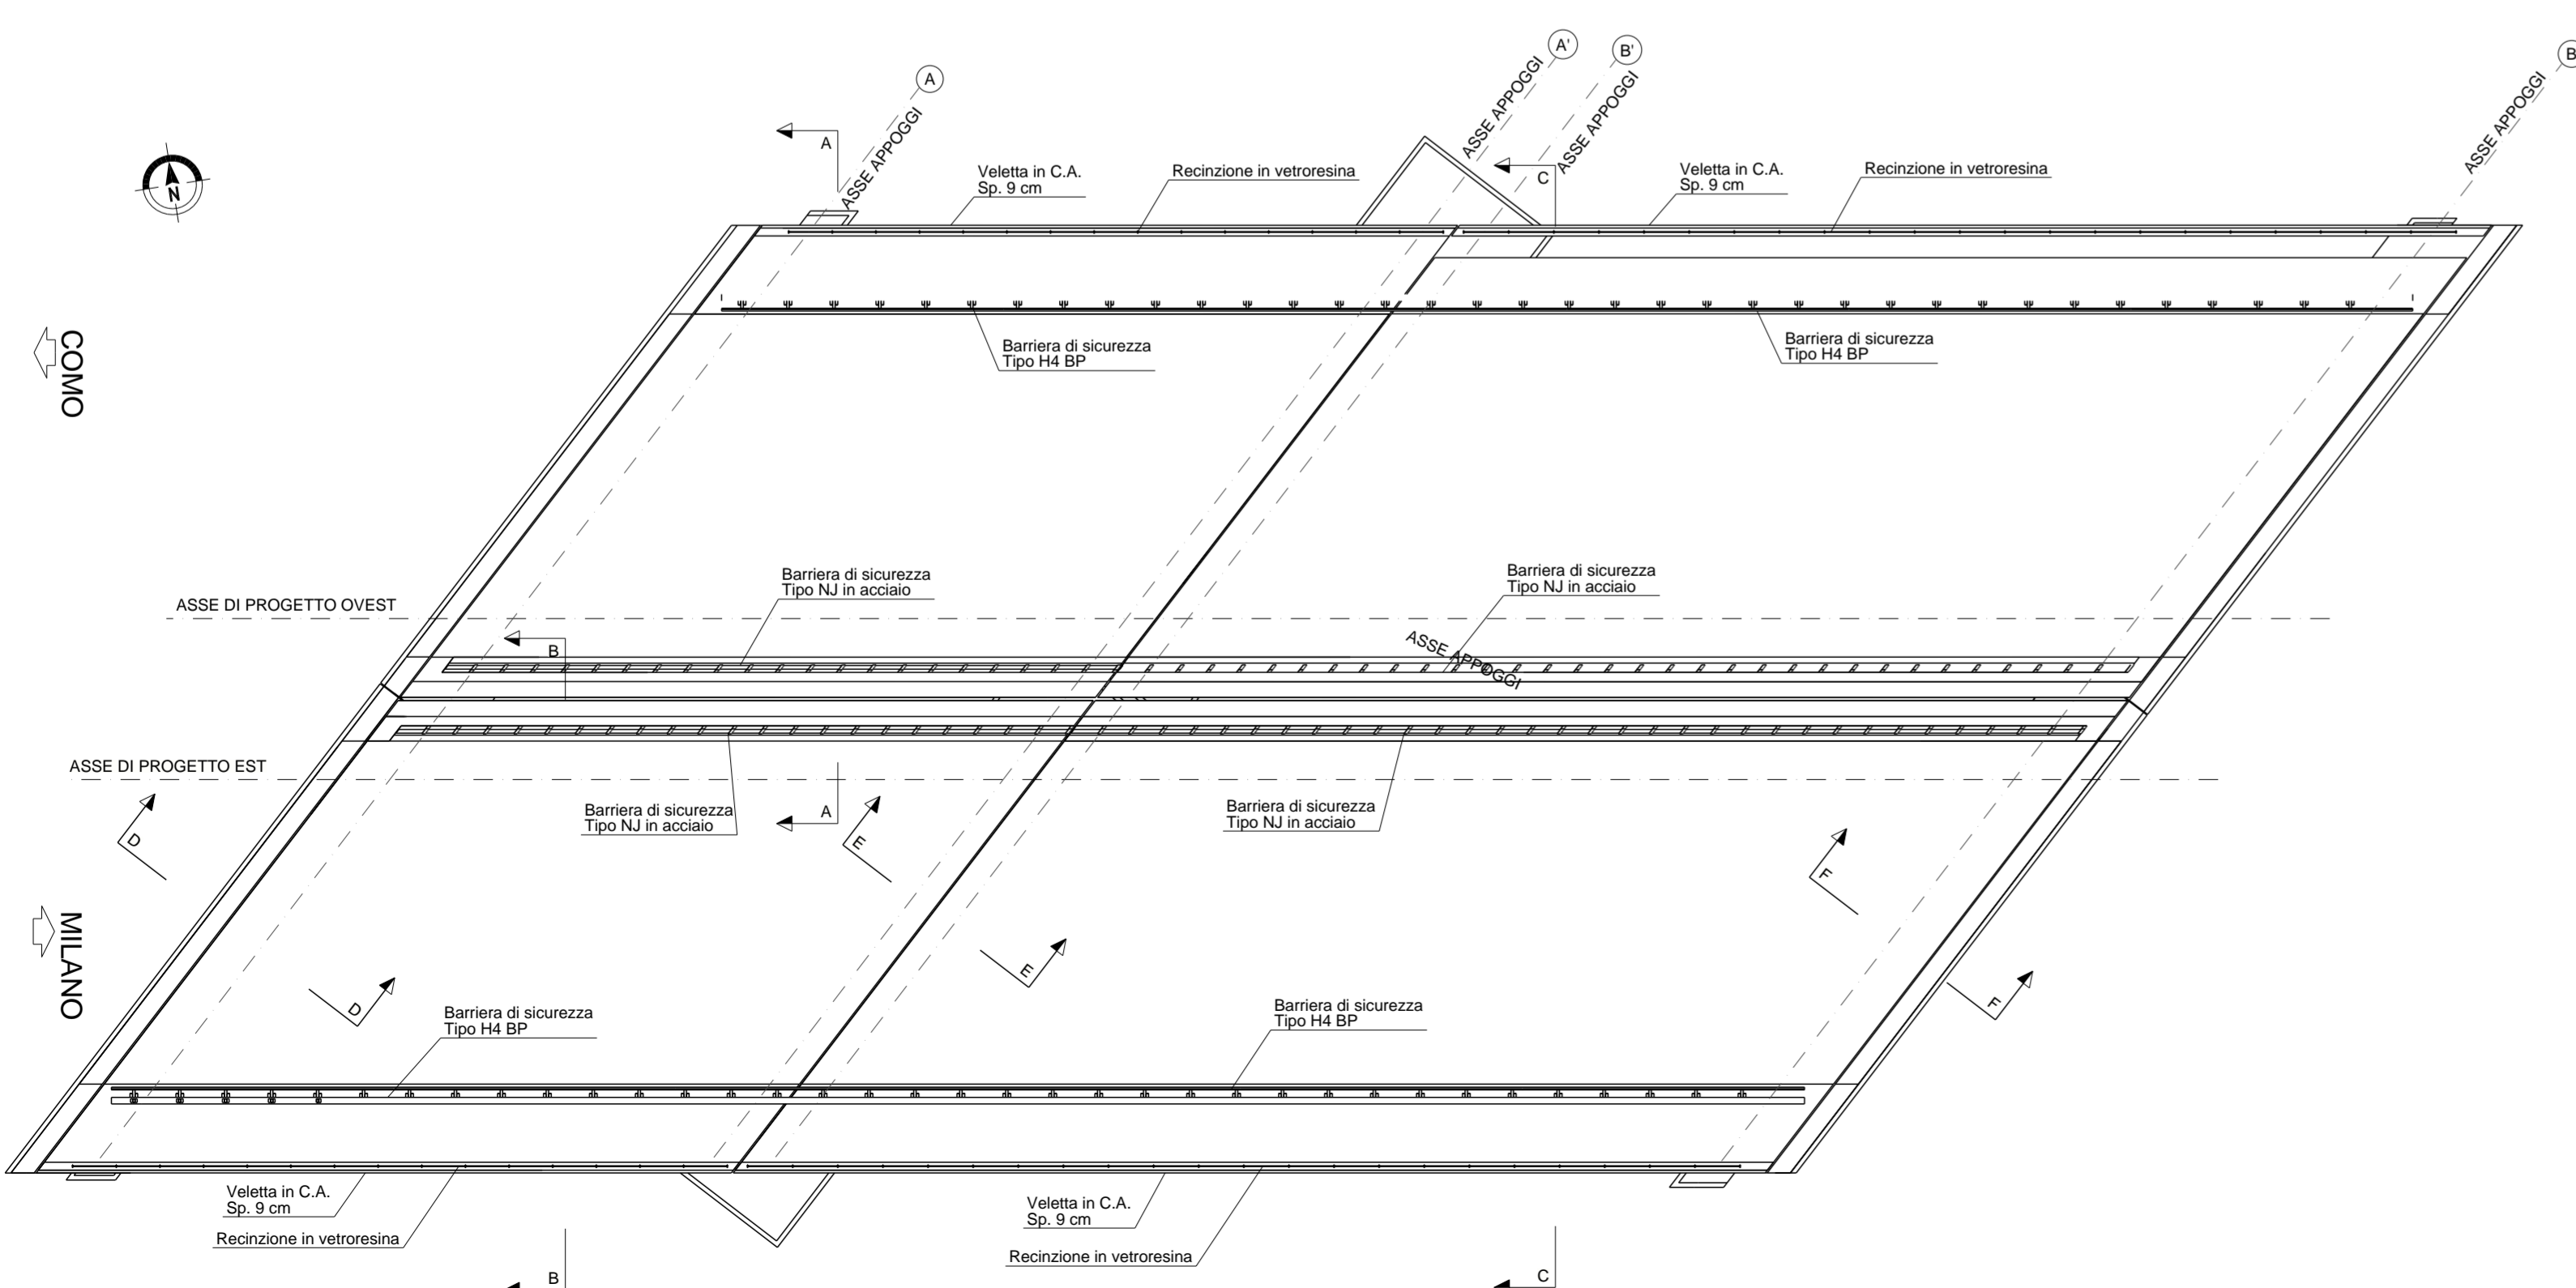 A
A'
B'
B
ASSE APPOGGI
ASSE APPOGGI
ASSE APPOGGI
ASSE APPOGGI
A
C
N
Veletta in C.A.
Sp. 9 cm
Recinzione in vetroresina
Veletta in C.A.
Sp. 9 cm
Recinzione in vetroresina
COMO
Barriera di sicurezza
Tipo H4 BP
Barriera di sicurezza
Tipo H4 BP
Barriera di sicurezza
Tipo NJ in acciaio
Barriera di sicurezza
Tipo NJ in acciaio
ASSE DI PROGETTO OVEST
B
ASSE APPOGGI
ASSE DI PROGETTO EST
Barriera di sicurezza
Tipo NJ in acciaio
A
Barriera di sicurezza
Tipo NJ in acciaio
D
E
F
MILANO
D
E
F
Barriera di sicurezza
Tipo H4 BP
Barriera di sicurezza
Tipo H4 BP
Veletta in C.A.
Sp. 9 cm
Recinzione in vetroresina
Veletta in C.A.
Sp. 9 cm
Recinzione in vetroresina
B
C